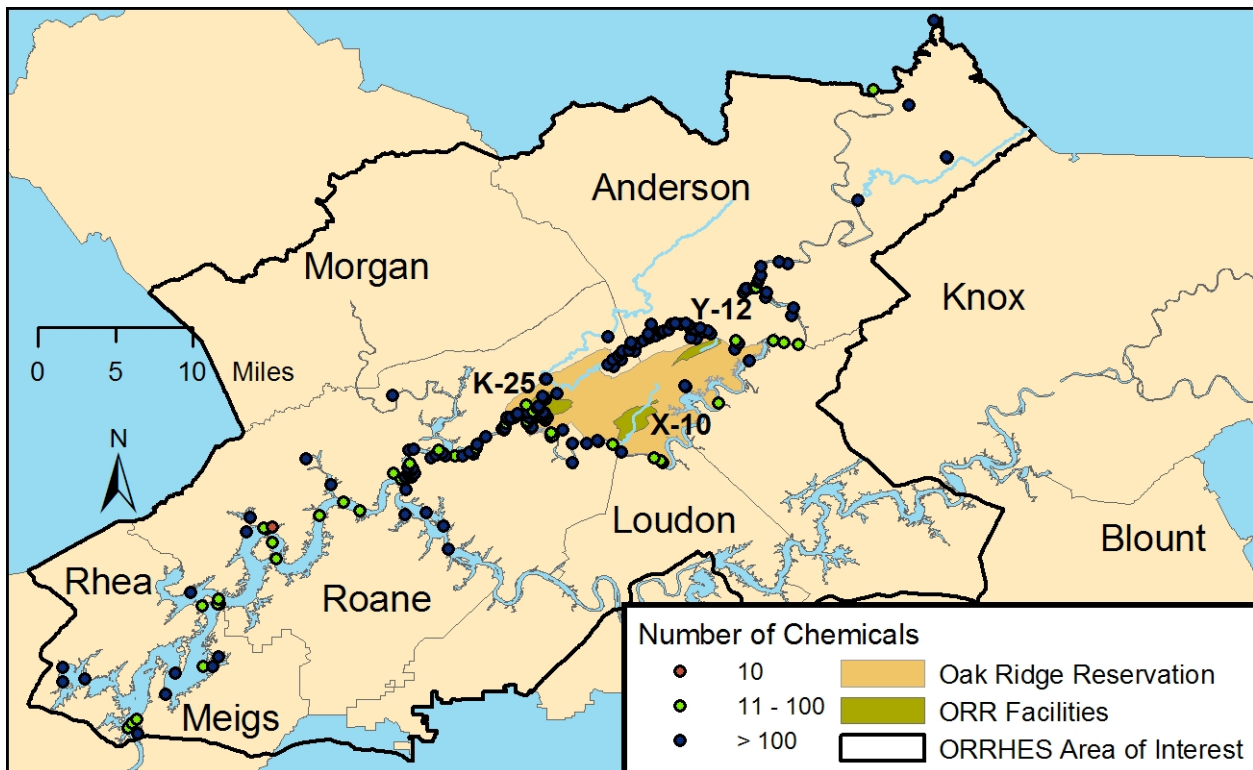 Anderson
Morgan
Knox
Y-12
0 5 10 Miles
K-25
X-10
N
Loudon
Blount
Rhea
Roane
Meigs
Number of Chemicals
10
11 - 100
> 100
Oak Ridge Reservation
ORR Facilities
ORRHES Area of Interest